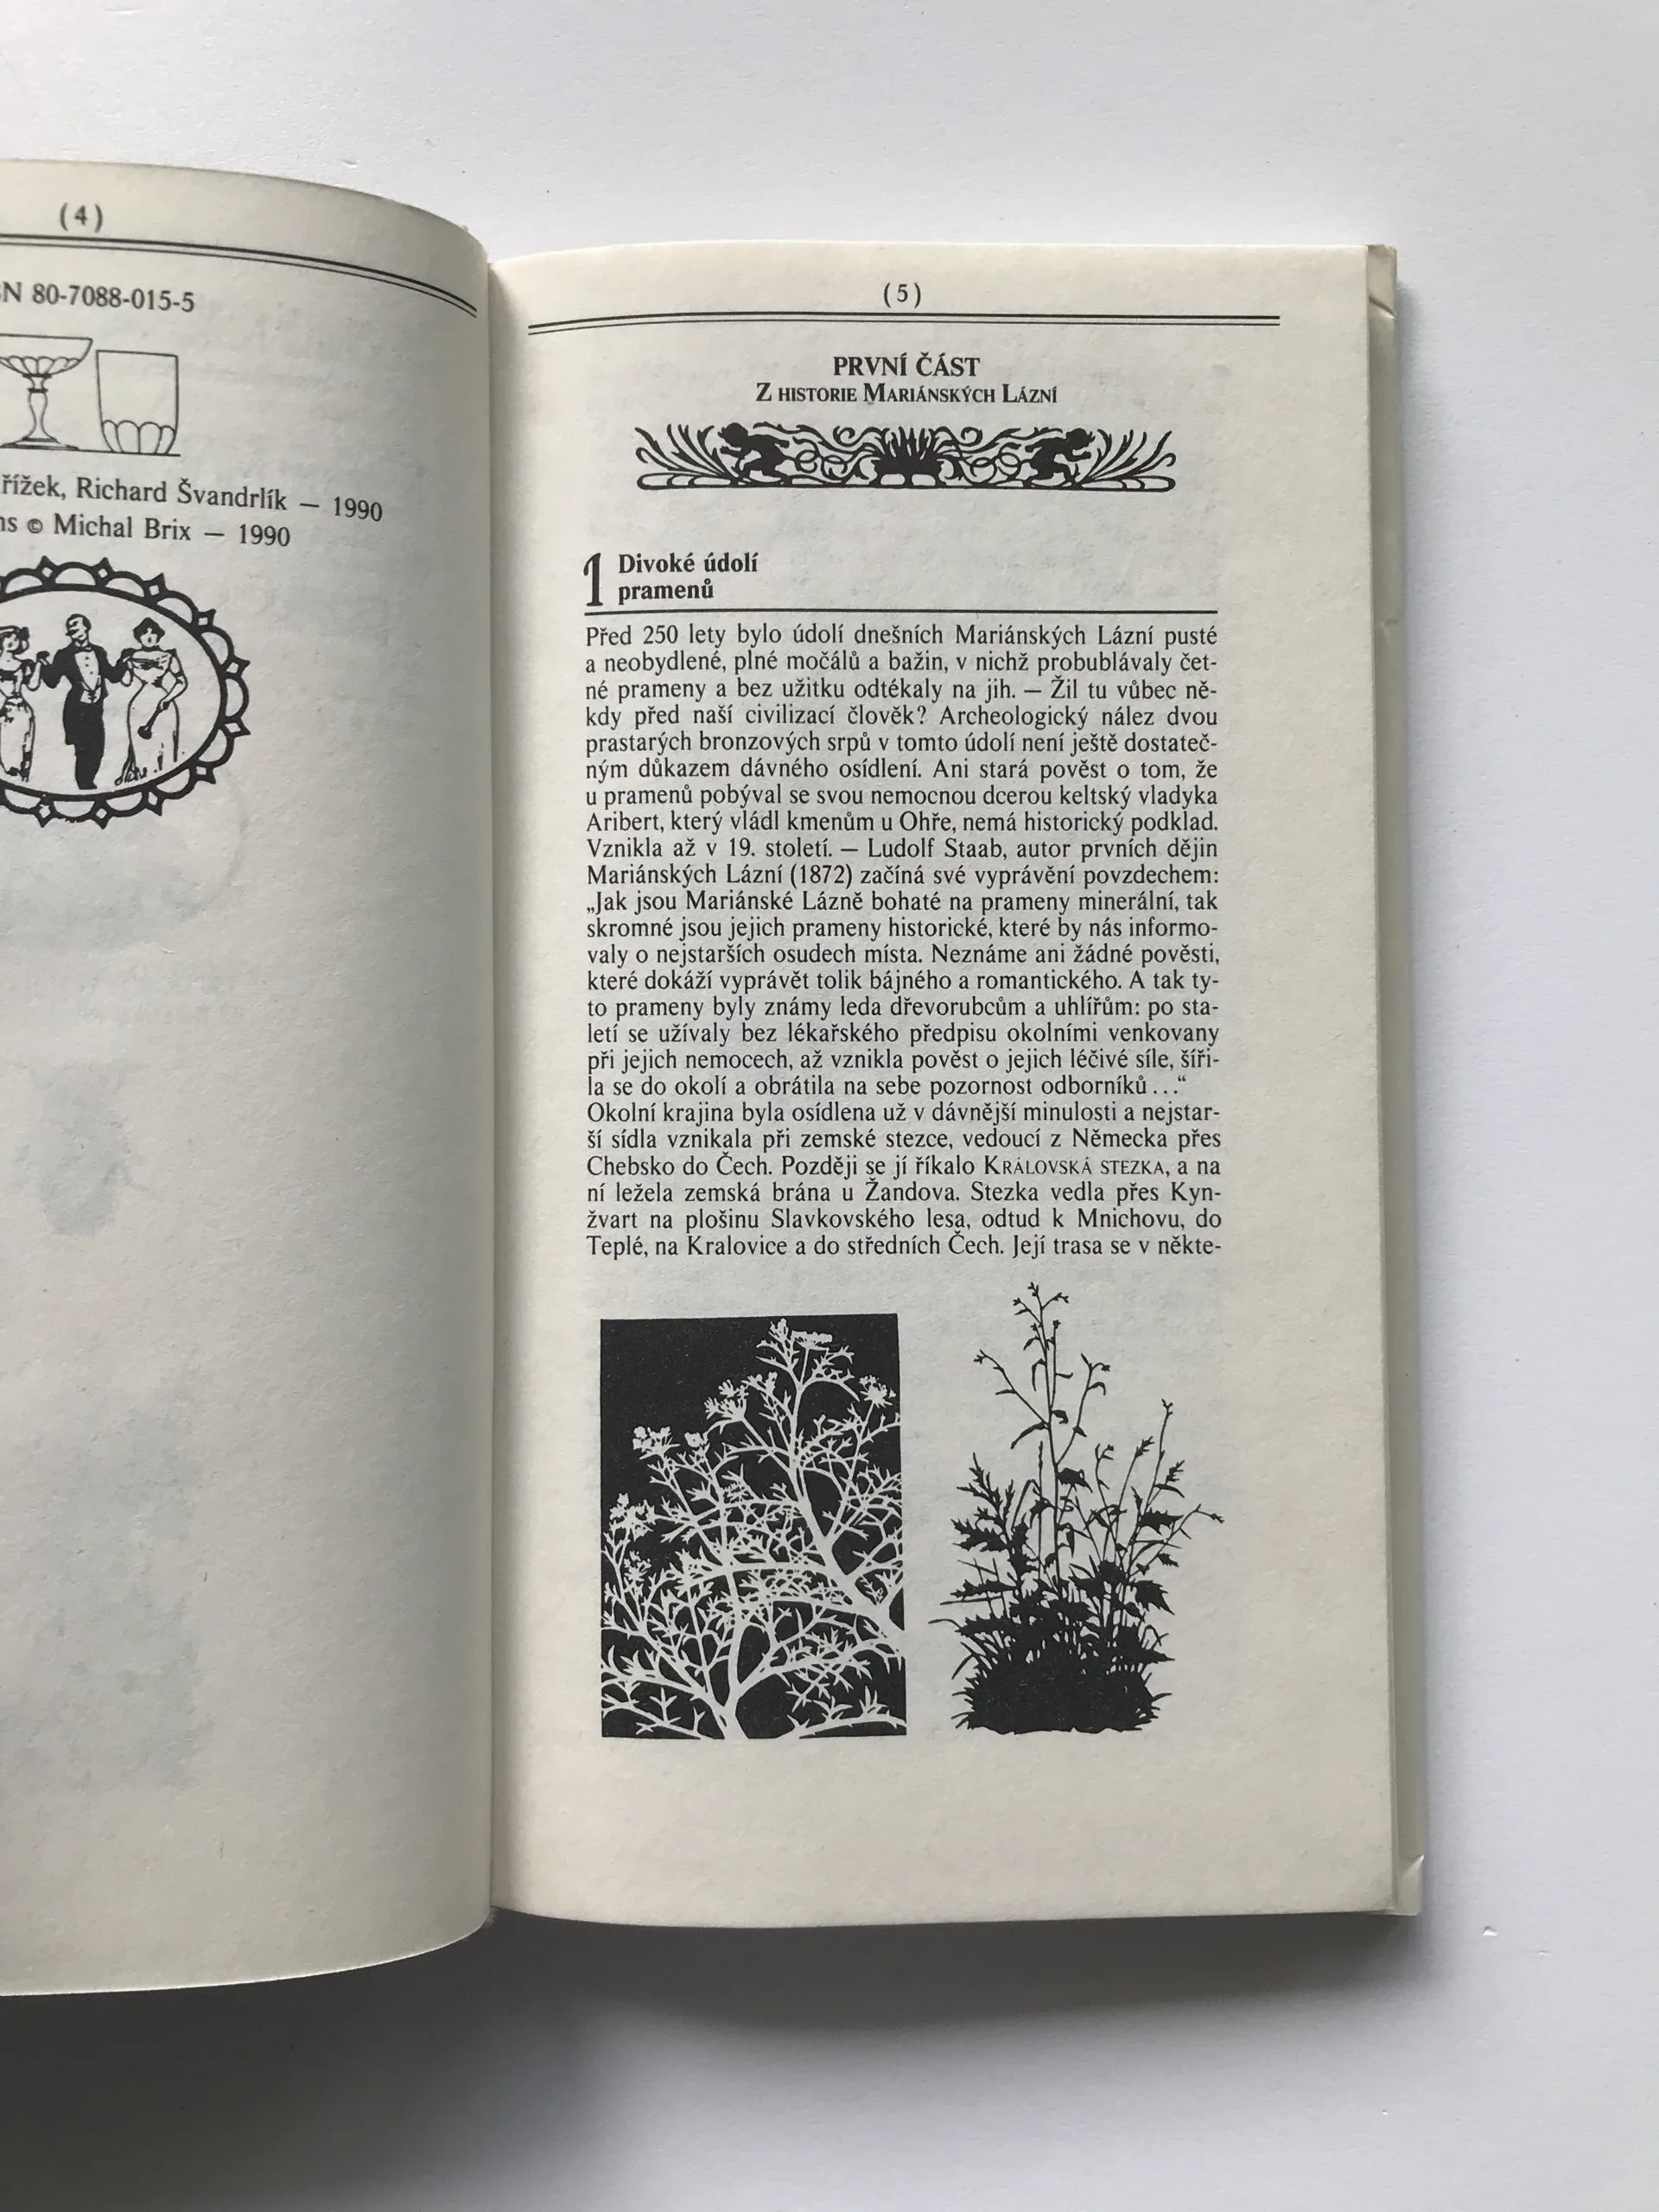 (4)
80-7088-015-5
Richard Švandrlík — 1990
© Michal Brix — 1990
(5)
PRVNÍ ČÁST
Z HISTORIE MARIÁNSKÝCH LÁZNÍ
1 Divoké údolí
pramenů
Před 250 lety bylo údolí dnešních Mariánských Lázní pusté
a neobydlené, plné močálů a bažin, v nichž probublávaly čet-
né prameny a bez užitku odtékaly na jih. — Žil tu vůbec ně-
kdy před naší civilizací člověk? Archeologický nález dvou
prastarých bronzových srpů v tomto údolí není ještě dostateč-
ným důkazem dávného osídlení. Ani stará pověst o tom, že
u pramenů pobýval se svou nemocnou dcerou keltský vladyka
Aribert, který vládl kmenům u Ohře, nemá historický podklad.
Vznikla až v 19. století. — Ludolf Staab, autor prvních dějin
Mariánských Lázní (1872) začíná své vyprávění povzdechem:
„Jak jsou Mariánské Lázně bohaté na prameny minerální, tak
skromné jsou jejich prameny historické, které by nás informo-
valy o nejstarších osudech místa. Neznáme ani žádné pověsti,
které dokáží vyprávět tolik bájného a romantického. A tak ty-
to prameny byly známy leda dřevorubcům a uhlířům: po sta-
letí se užívaly bez lékařského předpisu okolními venkovany
při jejich nemocech, až vznikla pověst o jejich léčivé síle, šíři-
la se do okolí a obrátila na sebe pozornost odborníků...“
Okolní krajina byla osídlena už v dávnější minulosti a nejstar-
ší sídla vznikala při zemské stezce, vedoucí z Německa přes
Chebsko do Čech. Později se jí říkalo KRÁLOVSKÁ STEZKA, a na
ní ležela zemská brána u Žandova. Stezka vedla přes Kyn-
žvart na plošinu Slavkovského lesa, odtud k Mnichovu, do
Teplé, na Kralovice a do středních Čech. Její trasa se v někte-